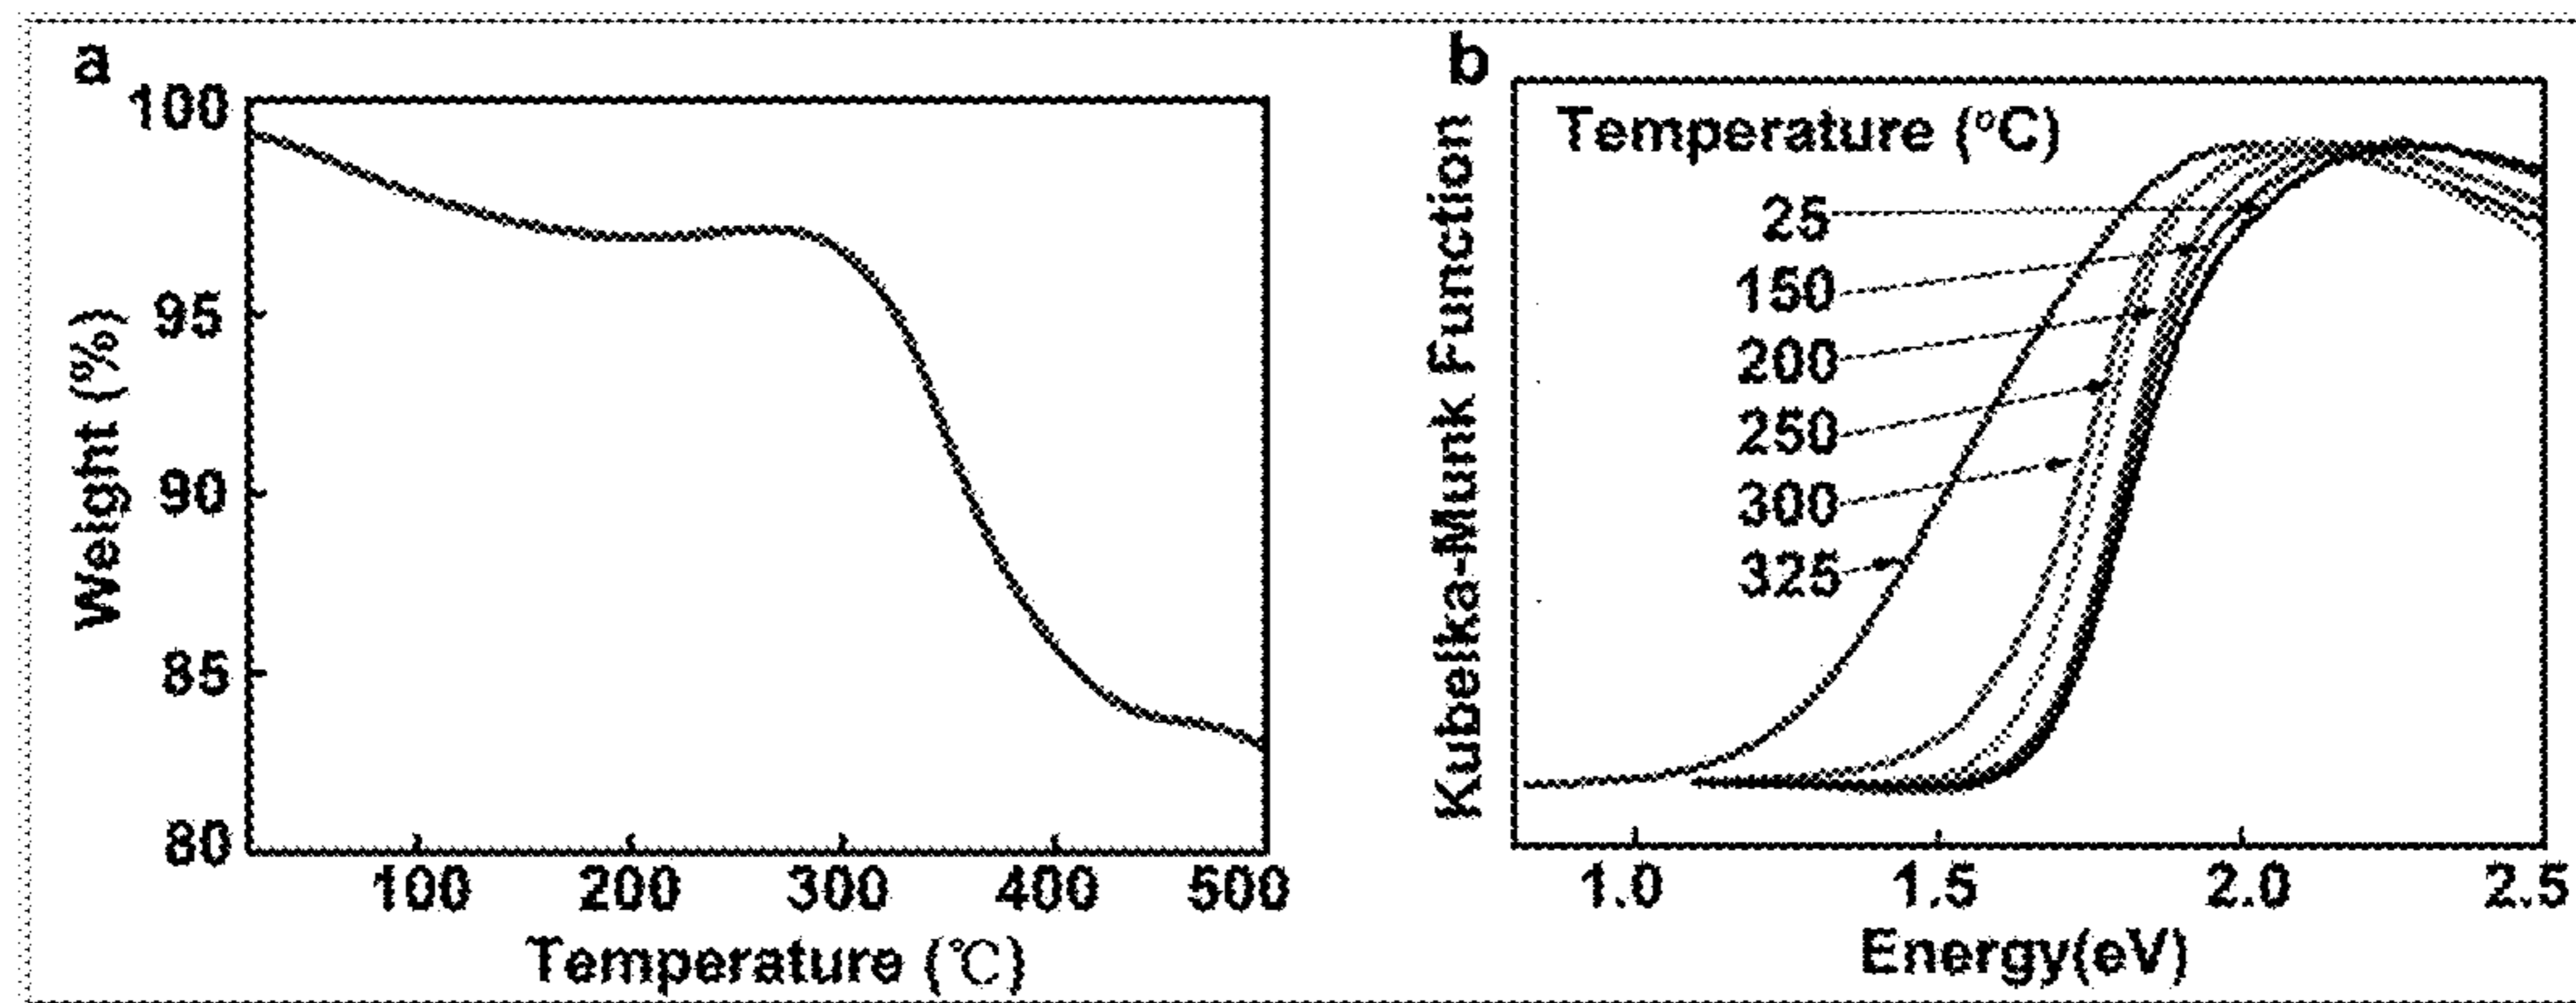 a
100
95
90
85
80
Weight (%)
100 200 300 400 500
Temperature (℃)
b
Temperature (°C)
25
150
200
250
300
325
Kubelka-Munk Function
1.0 1.5 2.0 2.5
Energy(eV)